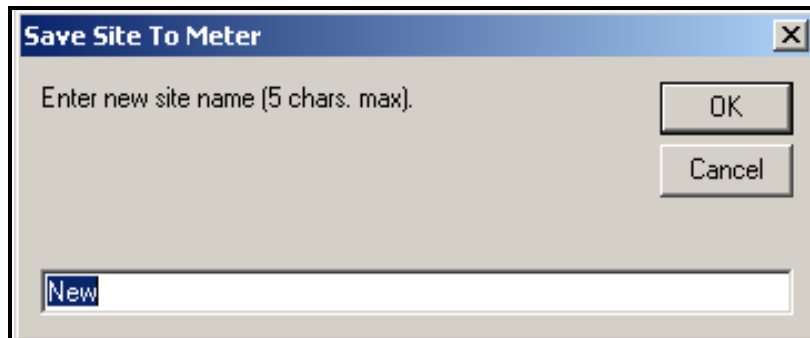 Save Site To Meter
Enter new site name (5 chars. max).
OK
Cancel
New